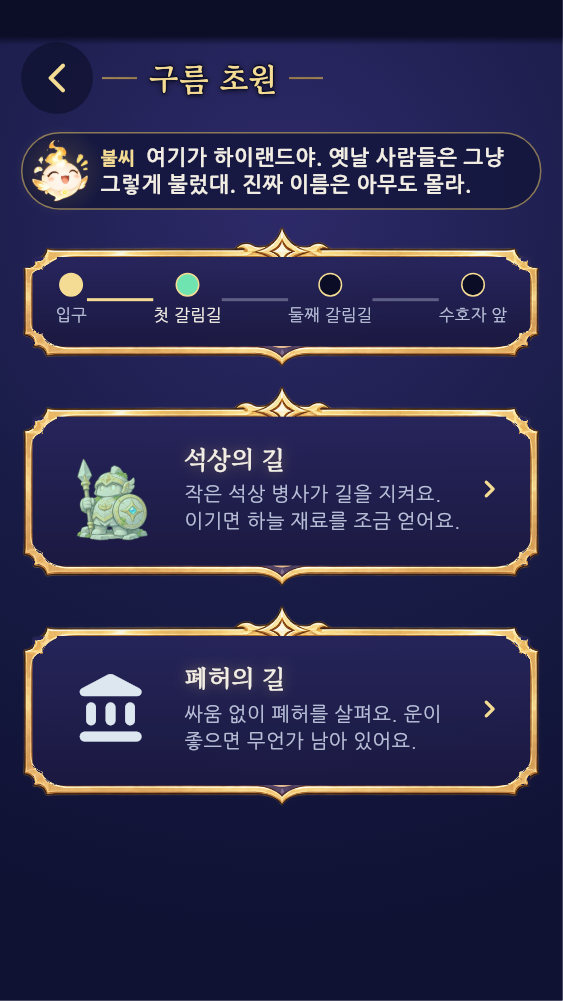 구름 초원
불씨 여기가 하이랜드야. 옛날 사람들은 그냥
그렇게 불렀대. 진짜 이름은 아무도 몰라.
입구 첫 갈림길 둘째 갈림길 수호자 앞
석상의 길
작은 석상 병사가 길을 지켜요.
이기면 하늘 재료를 조금 얻어요.
폐허의 길
싸움 없이 폐허를 살펴요. 운이
좋으면 무언가 남아 있어요.